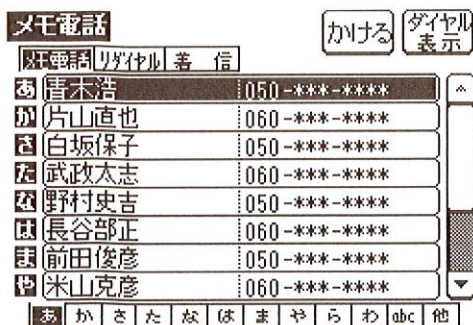 メモ電話 かける ダイヤル表示
メモ電話 リダイヤル 着 信
あ 青木浩 050-***-****
か 片山直也 060-***-****
さ 白坂保子 060-***-****
た 武政太志 060-***-****
な 野村史吉 050-***-****
は 長谷部正 060-***-****
ま 前田俊彦 050-***-****
や 米山克彦 060-***-****
あ か さ た な は ま や ら わ abc 他